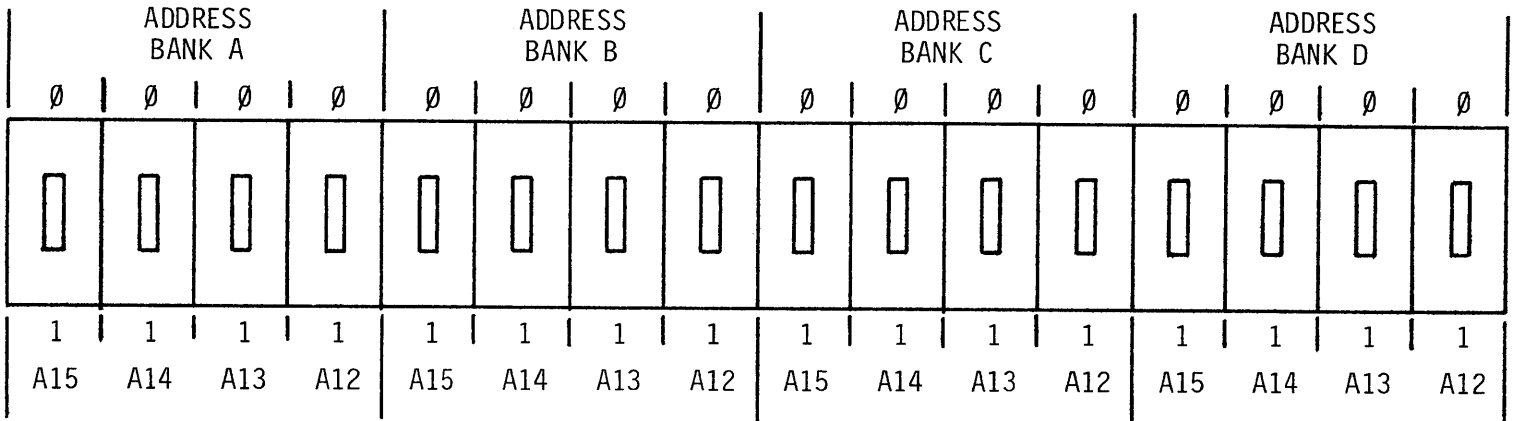 ADDRESS ADDRESS ADDRESS ADDRESS
BANK A BANK B BANK C BANK D
Ø Ø Ø Ø Ø Ø Ø Ø Ø Ø Ø Ø Ø Ø Ø Ø
1 1 1 1 1 1 1 1 1 1 1 1 1 1 1 1
A15 A14 A13 A12 A15 A14 A13 A12 A15 A14 A13 A12 A15 A14 A13 A12